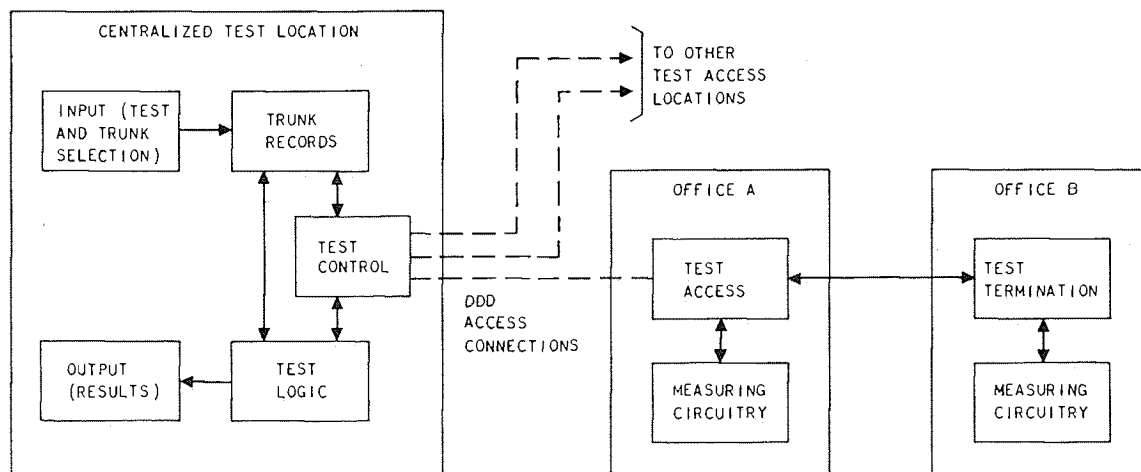 CENTRALIZED TEST LOCATION
INPUT (TEST
AND TRUNK
SELECTION)
TRUNK
RECORDS
TEST
CONTROL
OUTPUT
(RESULTS)
TEST
LOGIC
DDD
ACCESS
CONNECTIONS
TO OTHER
TEST ACCESS
LOCATIONS
OFFICE A
TEST
ACCESS
MEASURING
CIRCUITRY
OFFICE B
TEST
TERMINATION
MEASURING
CIRCUITRY